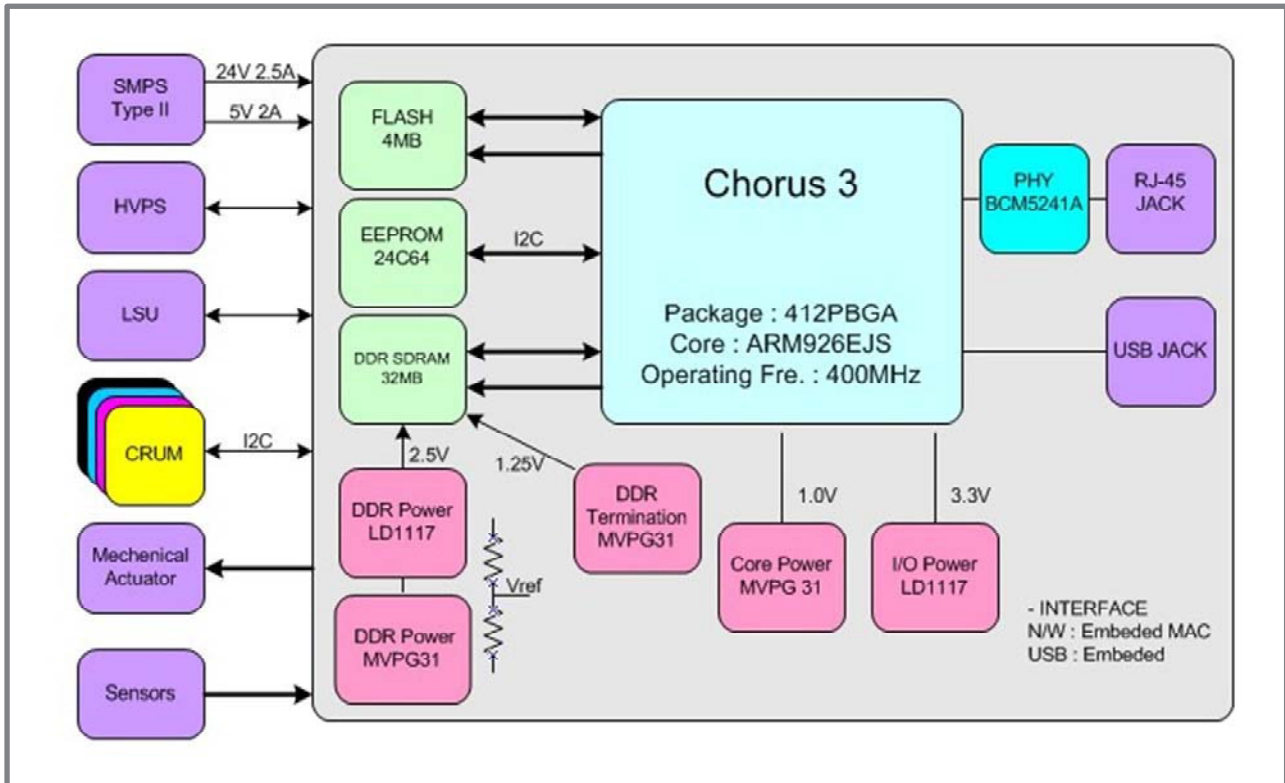 SMPS
Type II
24V 2.5A
5V 2A
HVPS
LSU
CRUM
I2C
Mechenical
Actuator
Sensors
FLASH
4MB
EEPROM
24C64
I2C
DDR SDRAM
32MB
2.5V
1.25V
DDR Power
LD1117
DDR Power
MVPG31
Vref
DDR
Termination
MVPG31
Chorus 3
Package : 412PBGA
Core : ARM926EJS
Operating Fre. : 400MHz
1.0V
3.3V
Core Power
MVPG 31
I/O Power
LD1117
PHY
BCM5241A
RJ-45
JACK
USB JACK
- INTERFACE
N/W : Embeded MAC
USB : Embeded